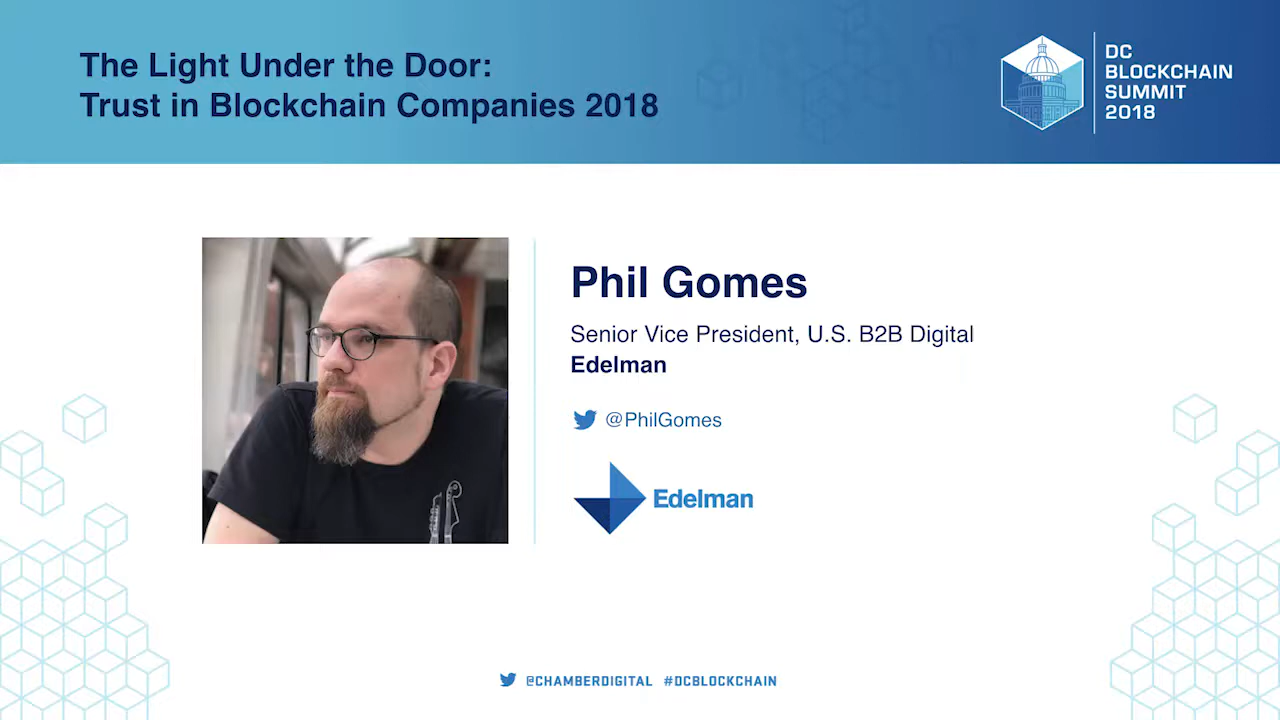 The Light Under the Door:
Trust in Blockchain Companies 2018
DC
BLOCKCHAIN
SUMMIT
2018
Phil Gomes
Senior Vice President, U.S. B2B Digital
Edelman
@PhilGomes
Edelman
@CHAMBERDIGITAL #DCBLOCKCHAIN